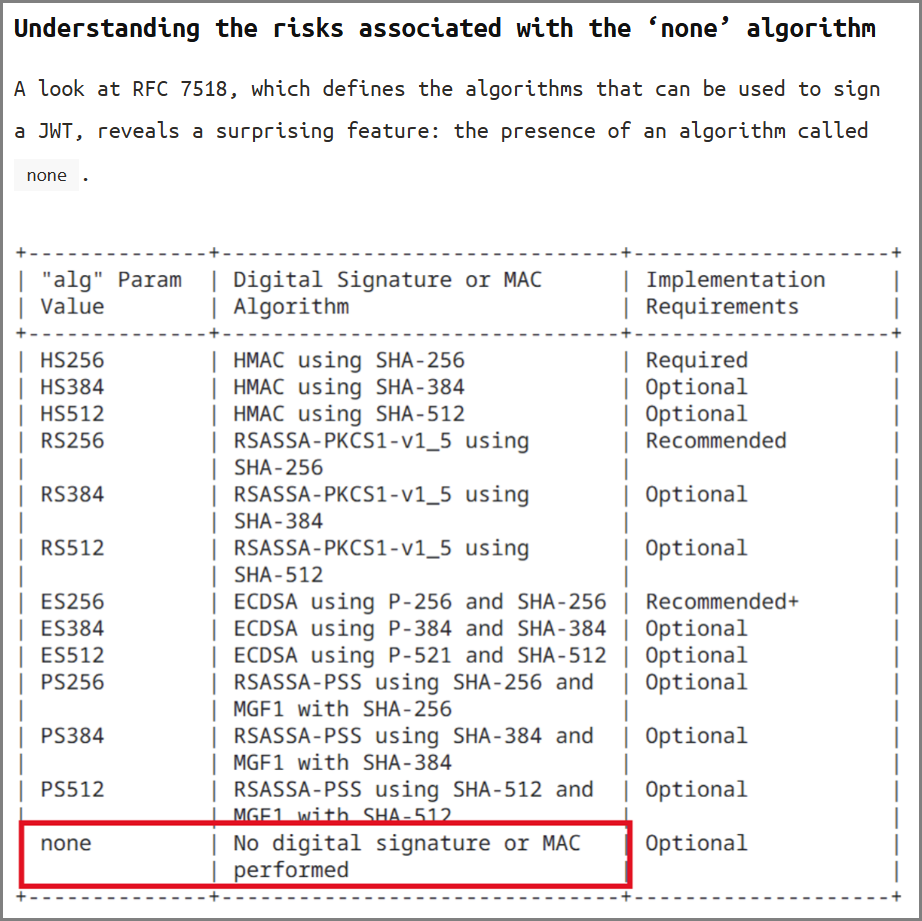 Understanding the risks associated with the ‘none’ algorithm
A look at RFC 7518, which defines the algorithms that can be used to sign
a JWT, reveals a surprising feature: the presence of an algorithm called
none .
+--------------+-------------------------------+--------------------+
| "alg" Param | Digital Signature or MAC | Implementation |
| Value | Algorithm | Requirements |
+--------------+-------------------------------+--------------------+
| HS256 | HMAC using SHA-256 | Required |
| HS384 | HMAC using SHA-384 | Optional |
| HS512 | HMAC using SHA-512 | Optional |
| RS256 | RSASSA-PKCS1-v1_5 using | Recommended |
| | SHA-256 | |
| RS384 | RSASSA-PKCS1-v1_5 using | Optional |
| | SHA-384 | |
| RS512 | RSASSA-PKCS1-v1_5 using | Optional |
| | SHA-512 | |
| ES256 | ECDSA using P-256 and SHA-256 | Recommended+ |
| ES384 | ECDSA using P-384 and SHA-384 | Optional |
| ES512 | ECDSA using P-521 and SHA-512 | Optional |
| PS256 | RSASSA-PSS using SHA-256 and | Optional |
| | MGF1 with SHA-256 | |
| PS384 | RSASSA-PSS using SHA-384 and | Optional |
| | MGF1 with SHA-384 | |
| PS512 | RSASSA-PSS using SHA-512 and | Optional |
| | MGF1 with SHA-512 | |
| none | No digital signature or MAC | Optional |
| | performed | |
+--------------+-------------------------------+--------------------+